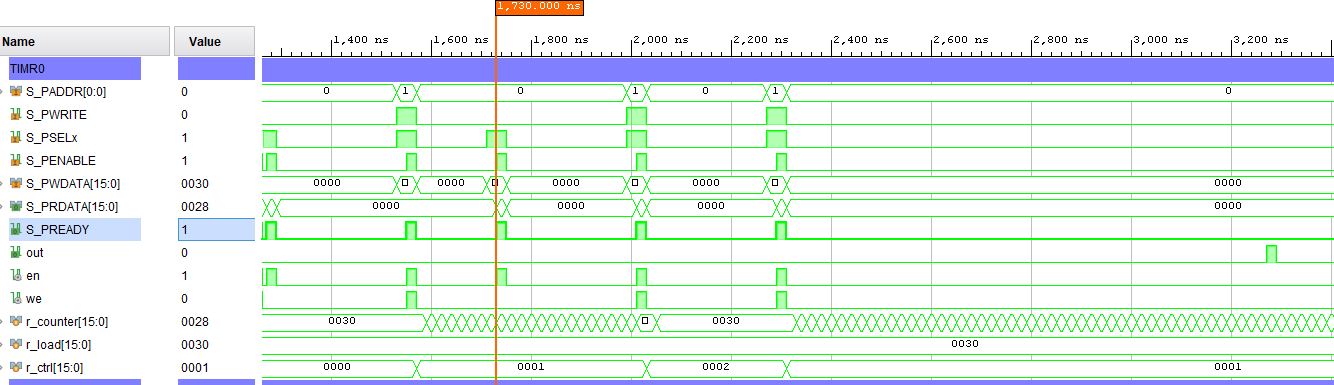 1,730.000 ns
Name Value 1,400 ns 1,600 ns 1,800 ns 2,000 ns 2,200 ns 2,400 ns 2,600 ns 2,800 ns 3,000 ns 3,200 ns
TIMR0
S_PADDR[0:0] 0 0 1 0 1 0 1 0
S_PWRITE 0
S_PSELx 1
S_PENABLE 1
S_PWDATA[15:0] 0030 0000 0000 0000 0000 0000
S_PRDATA[15:0] 0028 0000 0000 0000 0000
S_PREADY 1
out 0
en 1
we 0
r_counter[15:0] 0028 0030 0030
r_load[15:0] 0030 0030
r_ctrl[15:0] 0001 0000 0001 0002 0001